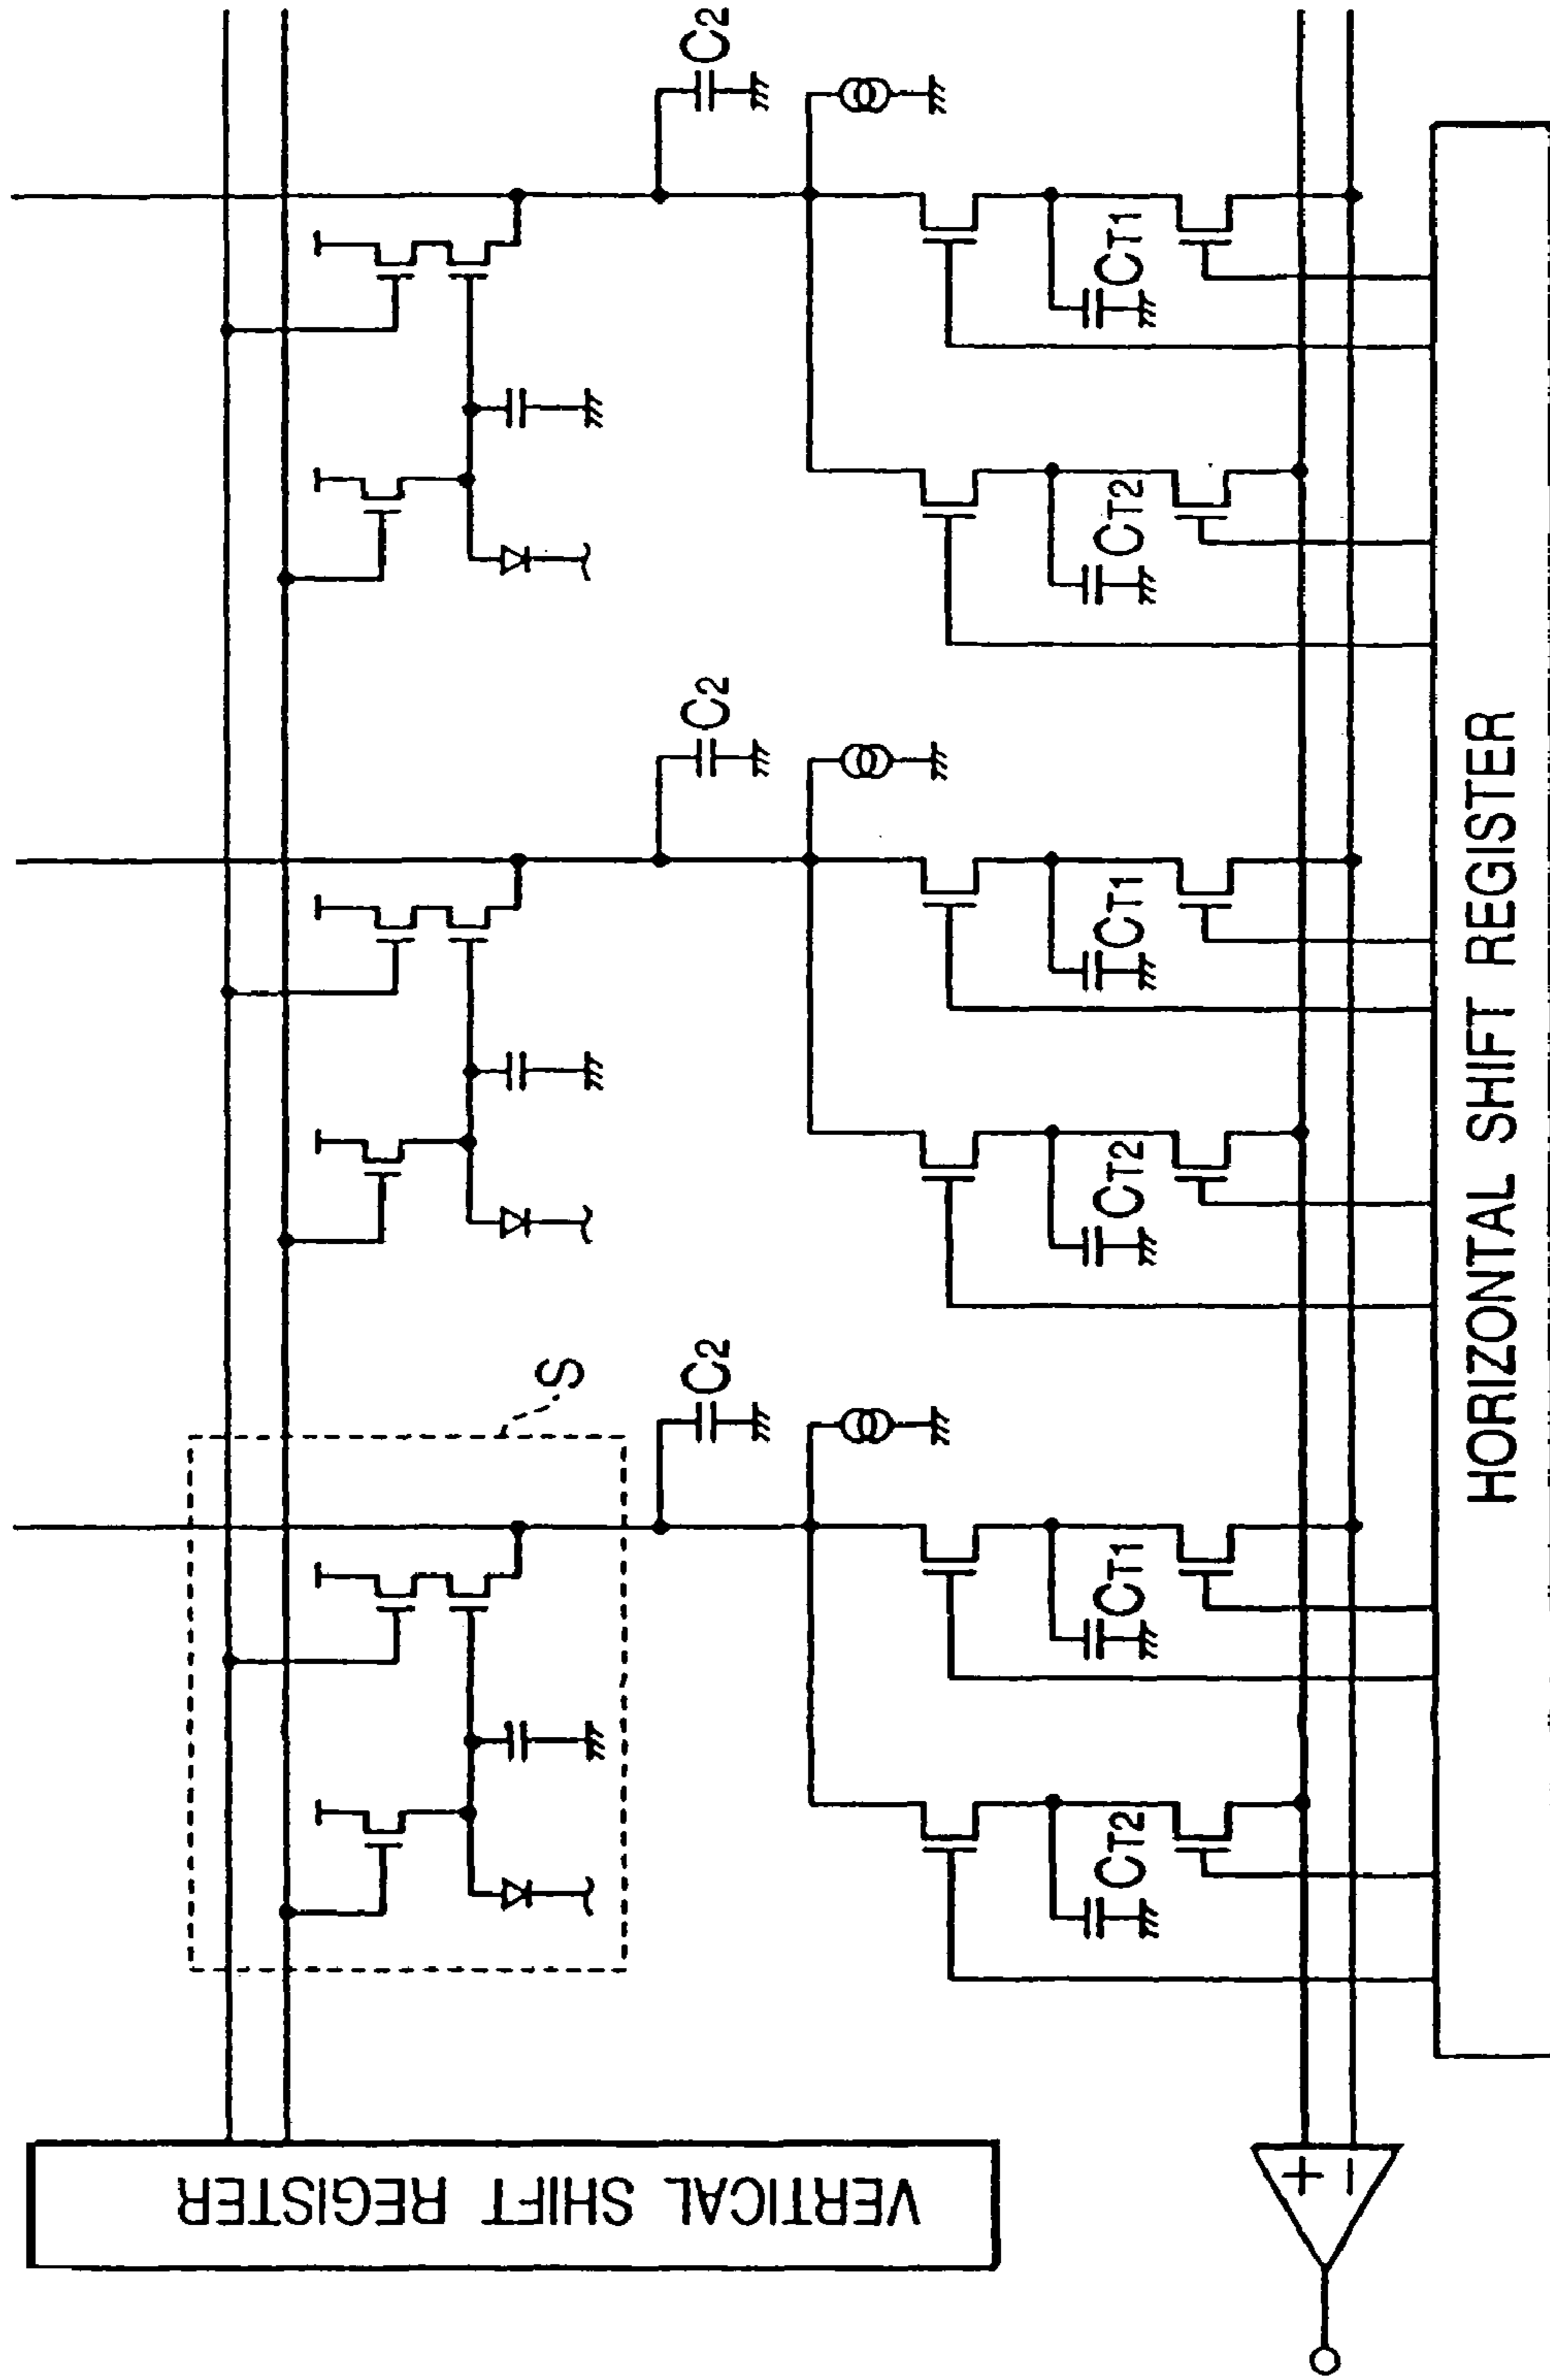 VERTICAL SHIFT REGISTER
S
C2
C2
C2
CT2
CT1
CT2
CT1
CT2
CT1
+
−
HORIZONTAL SHIFT REGISTER